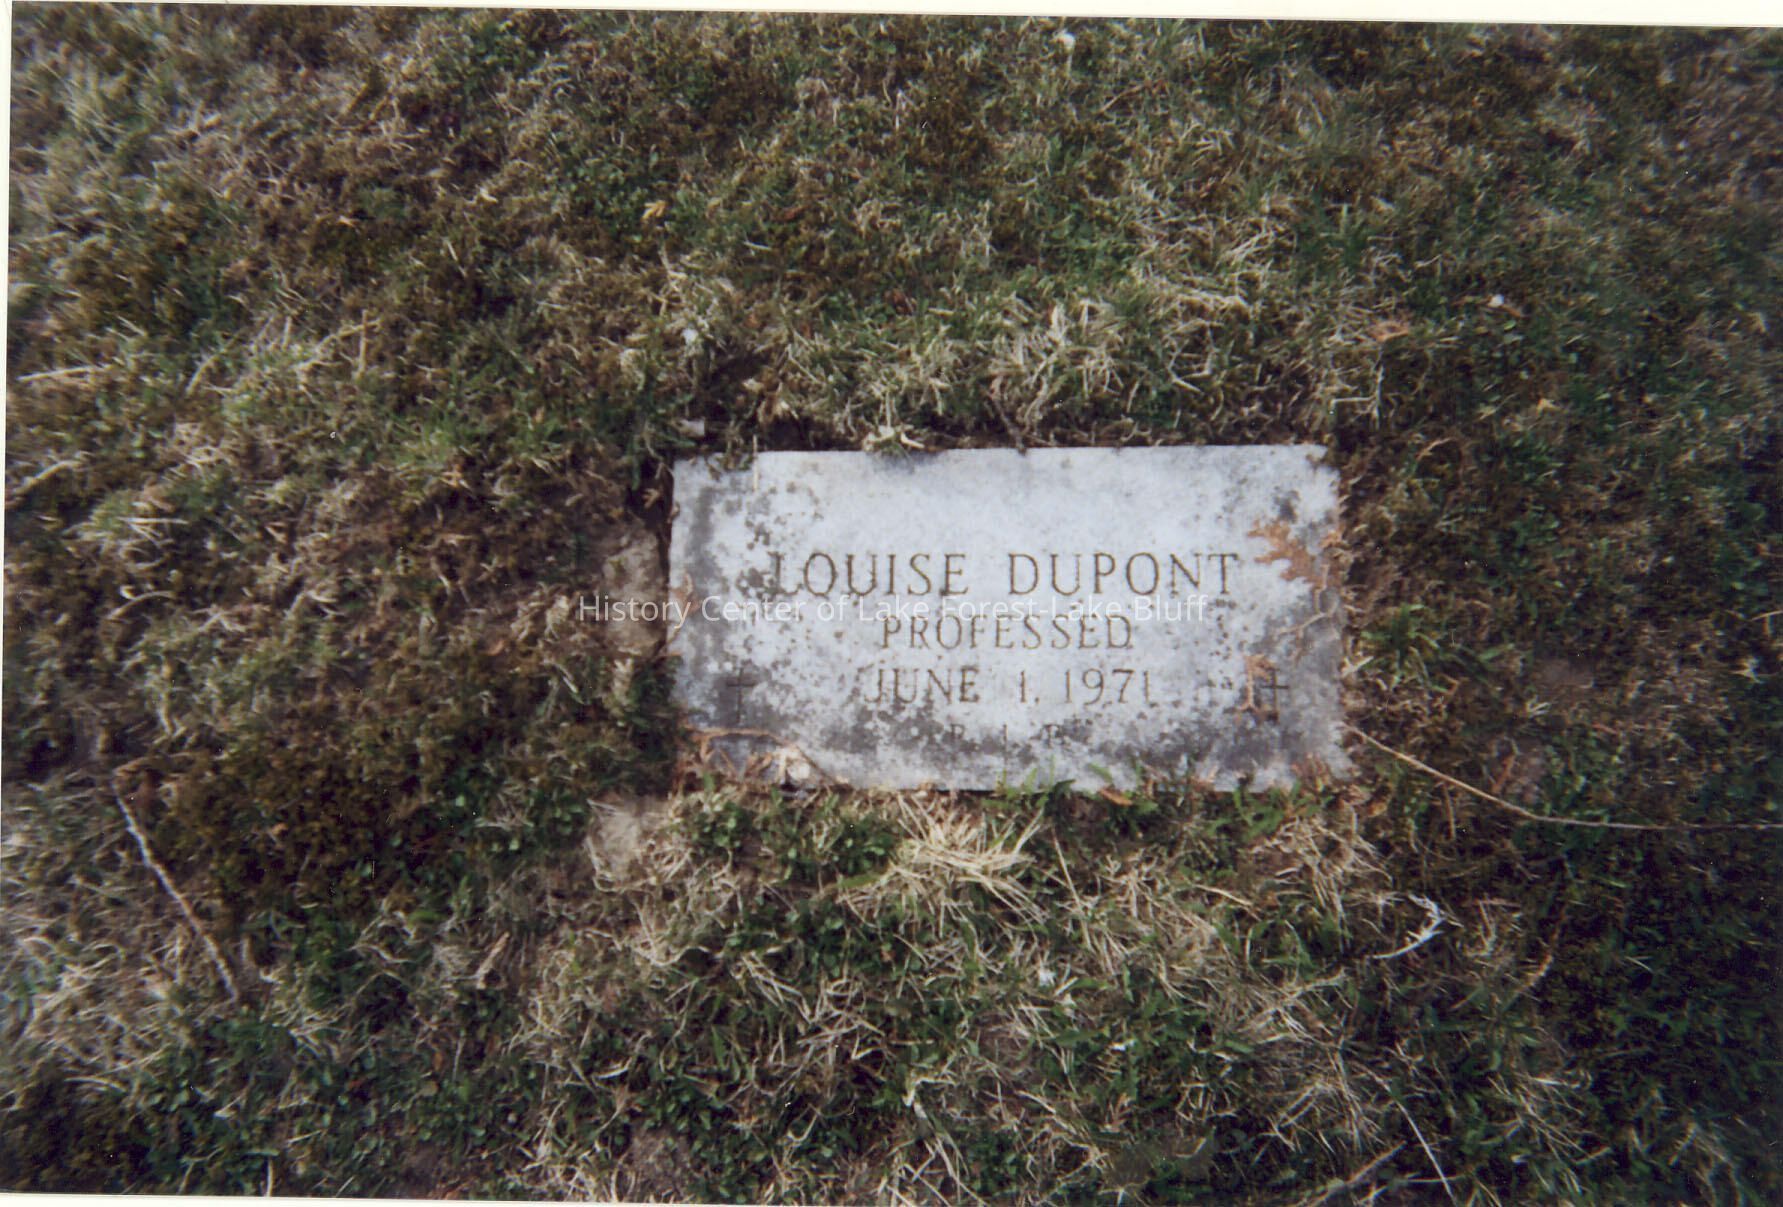 LOUISE DUPONT
History Center of Lake Forest-Lake Bluff
PROFESSED
JUNE 1, 1971
R.I.P.